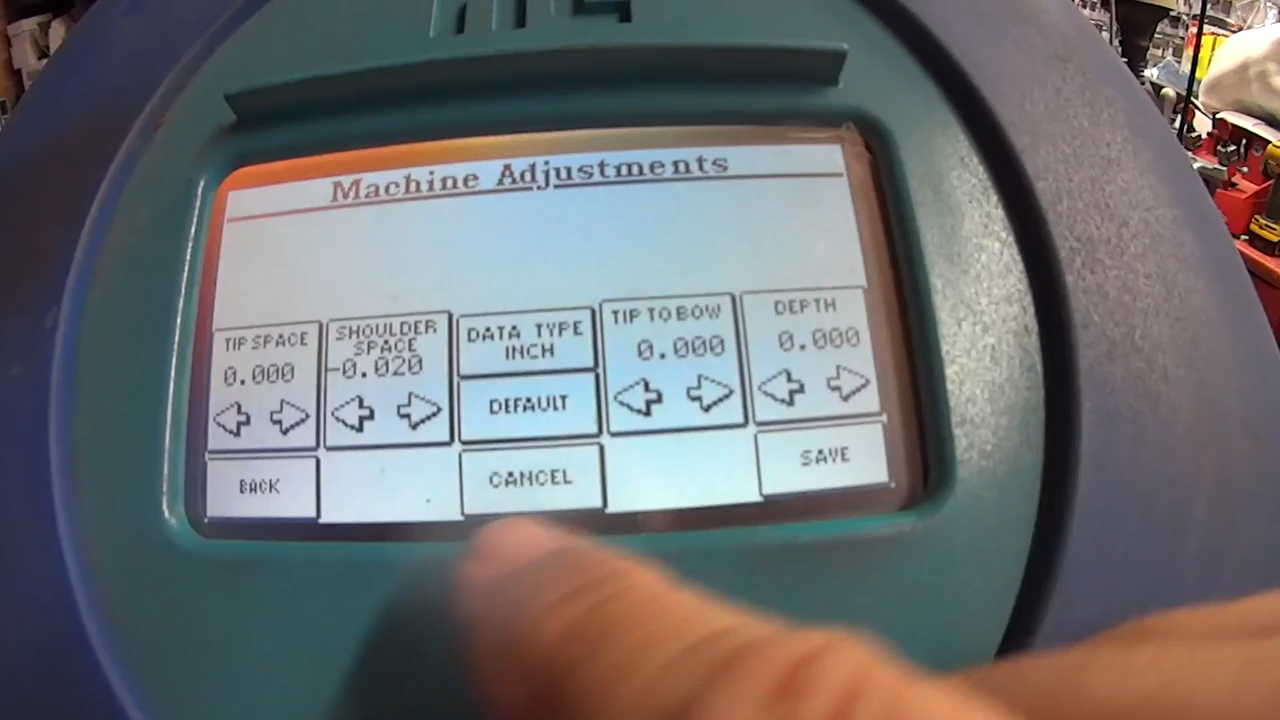 Machine Adjustments
TIP SPACE
0.000
SHOULDER
SPACE
-0.020
DATA TYPE
INCH
DEFAULT
CANCEL
TIP TO BOW
0.000
DEPTH
0.000
BACK
SAVE